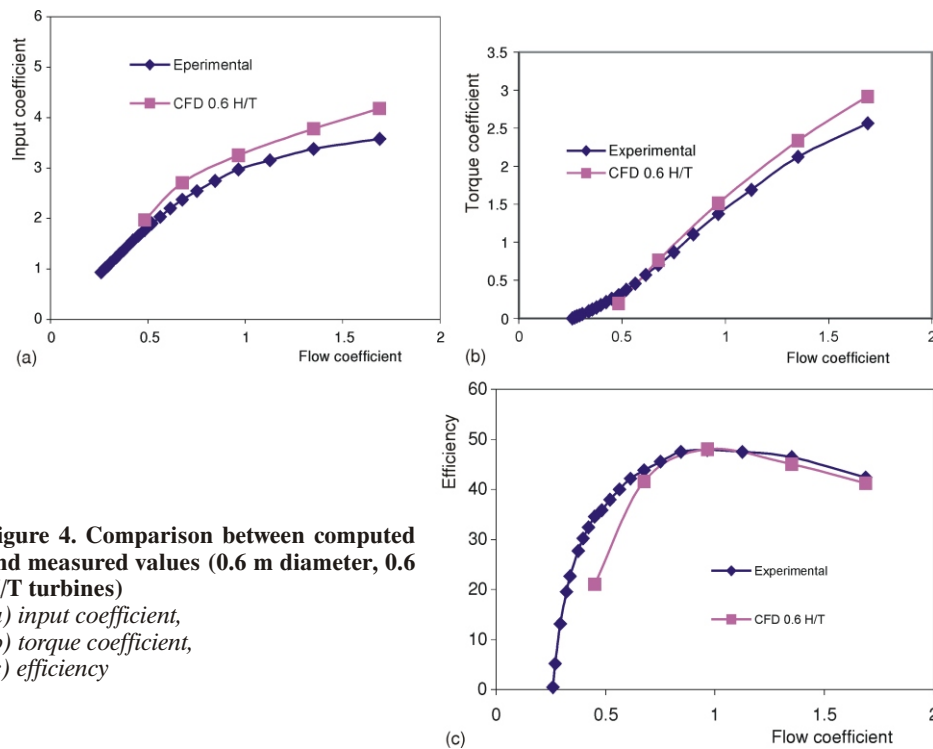 6
5
4
3
2
1
0
0
0.5
1
1.5
2
Input coefficient
Eperimental
CFD 0.6 H/T
(a)
Flow coefficient
3.5
3
2.5
2
1.5
1
0.5
0
0
0.5
1
1.5
2
Torque coefficient
Experimental
CFD 0.6 H/T
(b)
Flow coefficient
60
50
40
30
20
10
0
0
0.5
1
1.5
2
Efficiency
Experimental
CFD 0.6 H/T
(c)
Flow coefficient
igure 4. Comparison between computed
nd measured values (0.6 m diameter, 0.6
/T turbines)
) input coefficient,
) torque coefficient,
) efficiency